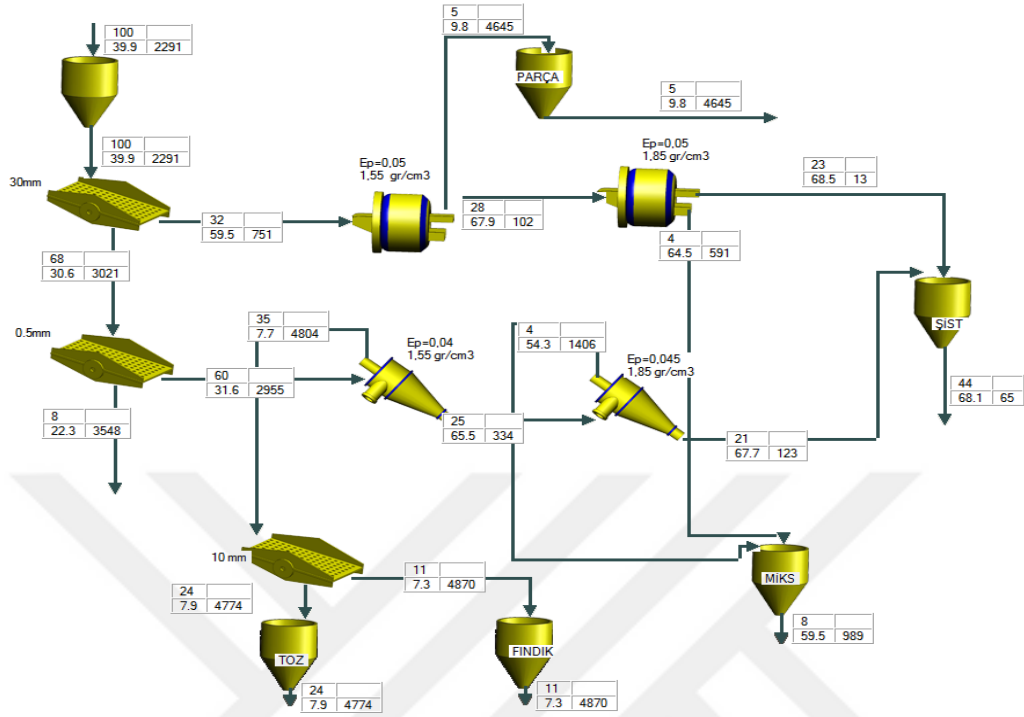 5
9.8 4645
100
39.9 2291
PARÇA
5
9.8 4645
100
39.9 2291
Ep=0,05
1,55 gr/cm3
Ep=0,05
1,85 gr/cm3
23
68.5 13
30mm
32
59.5 751
28
67.9 102
4
64.5 591
68
30.6 3021
35
7.7 4804
4
54.3 1406
ŞİST
0.5mm
Ep=0,04
1,55 gr/cm3
Ep=0,045
1,85 gr/cm3
60
31.6 2955
44
68.1 65
8
22.3 3548
25
65.5 334
21
67.7 123
10 mm
11
7.3 4870
MİKS
24
7.9 4774
8
59.5 989
TOZ
FINDIK
24
7.9 4774
11
7.3 4870